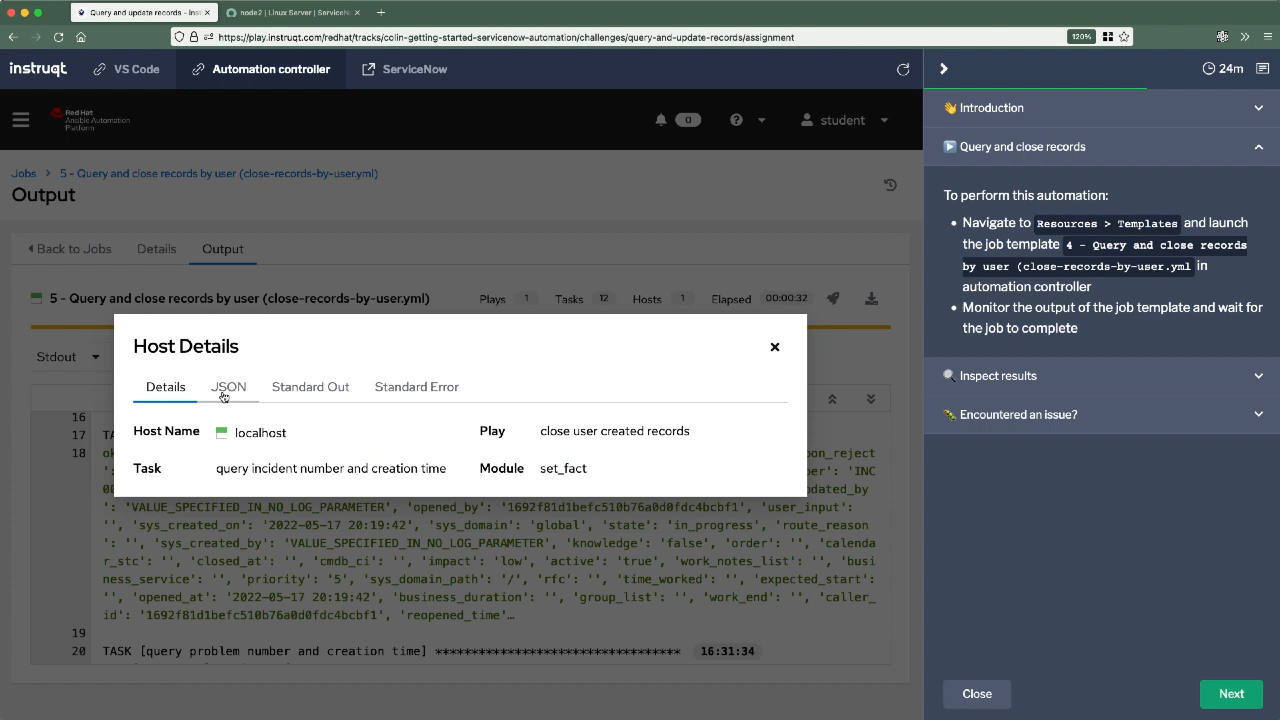 Query and update records - Inst
node2 | Linux Server | ServiceN
https://play.instruqt.com/redhat/tracks/colin-getting-started-servicenow-automation/challenges/query-and-update-records/assignment
120%
instruqt
VS Code
Automation controller
ServiceNow
24m
Red Hat
Ansible Automation
Platform
0
student
Jobs
5 - Query and close records by user (close-records-by-user.yml)
Output
Back to Jobs
Details
Output
5 - Query and close records by user (close-records-by-user.yml)
Plays 1
Tasks 12
Hosts 1
Elapsed 00:00:32
Stdout
Host Details
Details
JSON
Standard Out
Standard Error
Host Name
localhost
Play
close user created records
Task
query incident number and creation time
Module
set_fact
16
17
18
': 'VALUE_SPECIFIED_IN_NO_LOG_PARAMETER', 'opened_by': '1692f81d1befc510b76a0d0fdc4bcbf1', 'user_input':
'', 'sys_created_on': '2022-05-17 20:19:42', 'sys_domain': 'global', 'state': 'in_progress', 'route_reason
': '', 'sys_created_by': 'VALUE_SPECIFIED_IN_NO_LOG_PARAMETER', 'knowledge': 'false', 'order': '', 'calenda
r_stc': '', 'closed_at': '', 'cmdb_ci': '', 'impact': 'low', 'active': 'true', 'work_notes_list': '', 'busi
ness_service': '', 'priority': '5', 'sys_domain_path': '/', 'rfc': '', 'time_worked': '', 'expected_start':
'', 'opened_at': '2022-05-17 20:19:42', 'business_duration': '', 'group_list': '', 'work_end': '', 'caller_
id': '1692f81d1befc510b76a0d0fdc4bcbf1', 'reopened_time'…
19
20
TASK [query problem number and creation time] *********************************
16:31:34
Introduction
Query and close records
To perform this automation:
Navigate to Resources > Templates and launch
the job template 4 - Query and close records
by user (close-records-by-user.yml in
automation controller
Monitor the output of the job template and wait for
the job to complete
Inspect results
Encountered an issue?
Close
Next